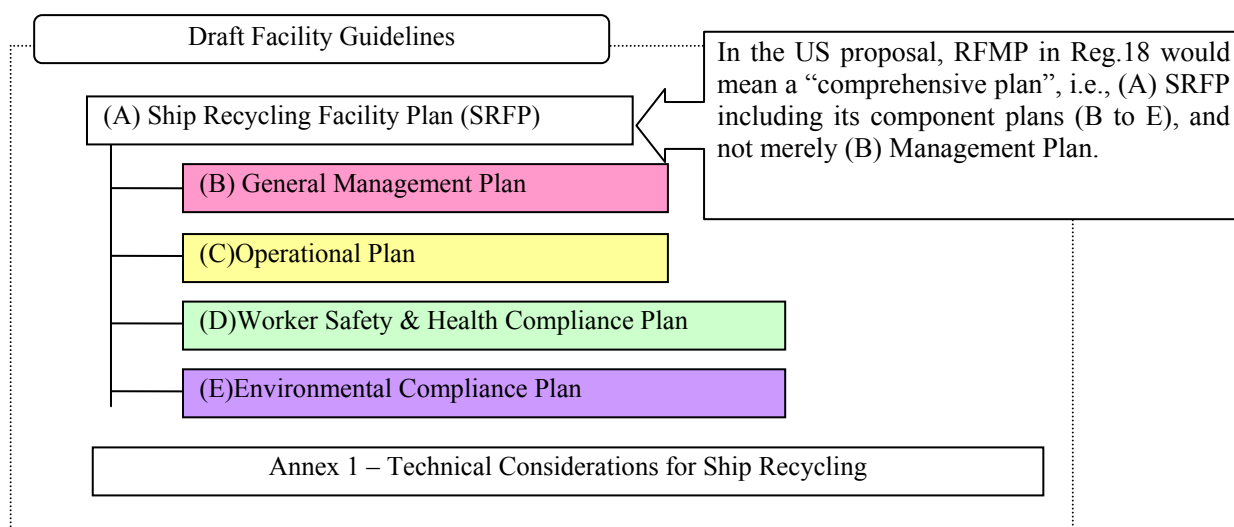 Draft Facility Guidelines
In the US proposal, RFMP in Reg.18 would
mean a “comprehensive plan”, i.e., (A) SRFP
including its component plans (B to E), and
not merely (B) Management Plan.
(A) Ship Recycling Facility Plan (SRFP)
(B) General Management Plan
(C)Operational Plan
(D)Worker Safety & Health Compliance Plan
(E)Environmental Compliance Plan
Annex 1 – Technical Considerations for Ship Recycling